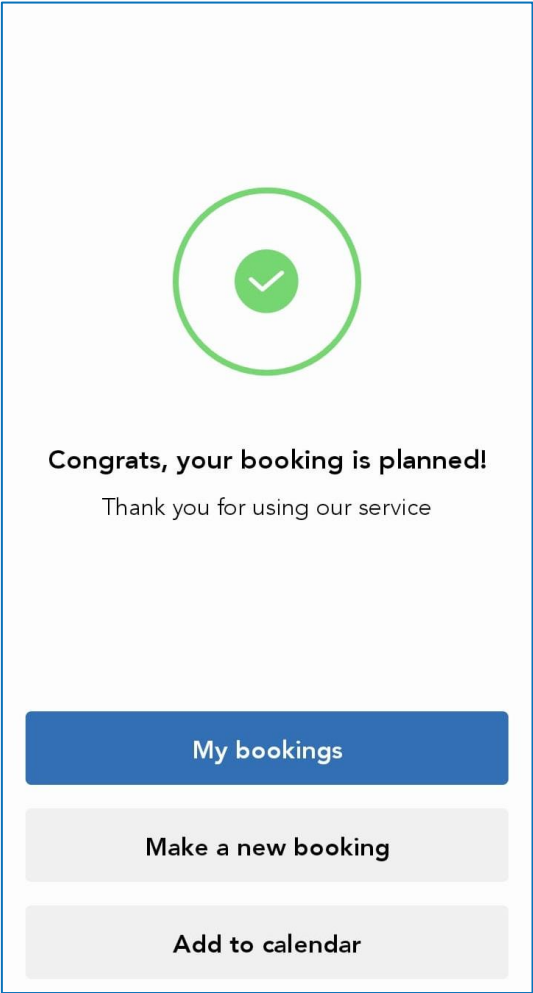 Congrats, your booking is planned!
Thank you for using our service
My bookings
Make a new booking
Add to calendar